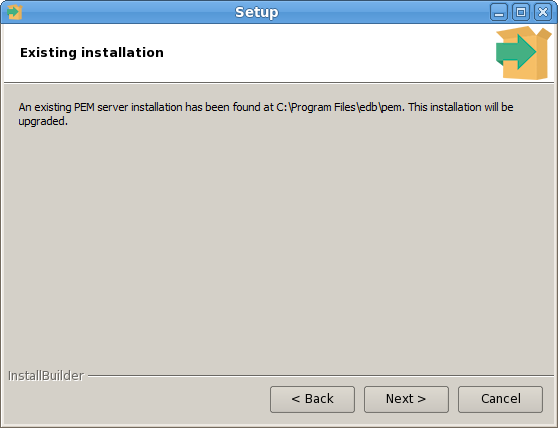 Setup
Existing installation
An existing PEM server installation has been found at C:\Program Files\edb\pem. This installation will be
upgraded.
InstallBuilder
< Back
Next >
Cancel